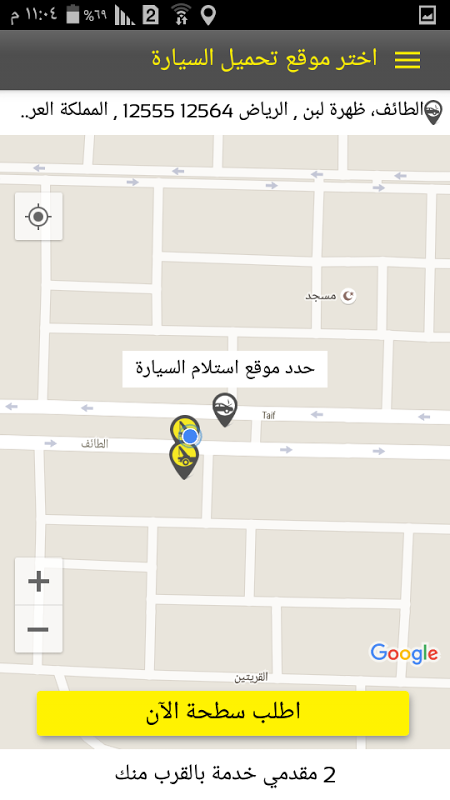 ١١:٠٤ م %٦٩ 2
اختر موقع تحميل السيارة
الطائف، ظهرة لبن , الرياض 12564 12555 , المملكة العر..
مسجد
حدد موقع استلام السيارة
Taif
الطائف
+
−
Google
القريتين
اطلب سطحة الآن
2 مقدمي خدمة بالقرب منك